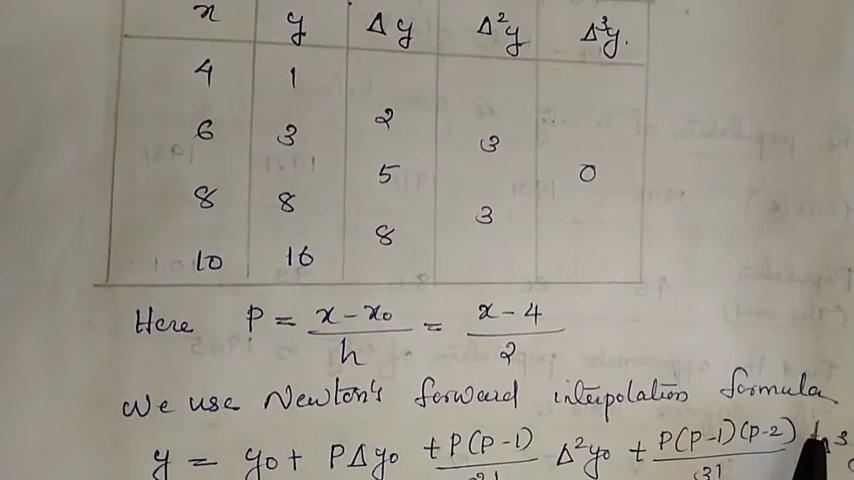 x y Δy Δ²y Δ³y.
4 1
2
6 3 3
5 0
8 8 3
8
10 16
Here P = x - x₀ / h = x - 4 / 2
We use Newton's forward interpolation formula
y = y₀ + PΔy₀ + P(P-1) / 2! Δ²y₀ + P(P-1)(P-2) / 3!